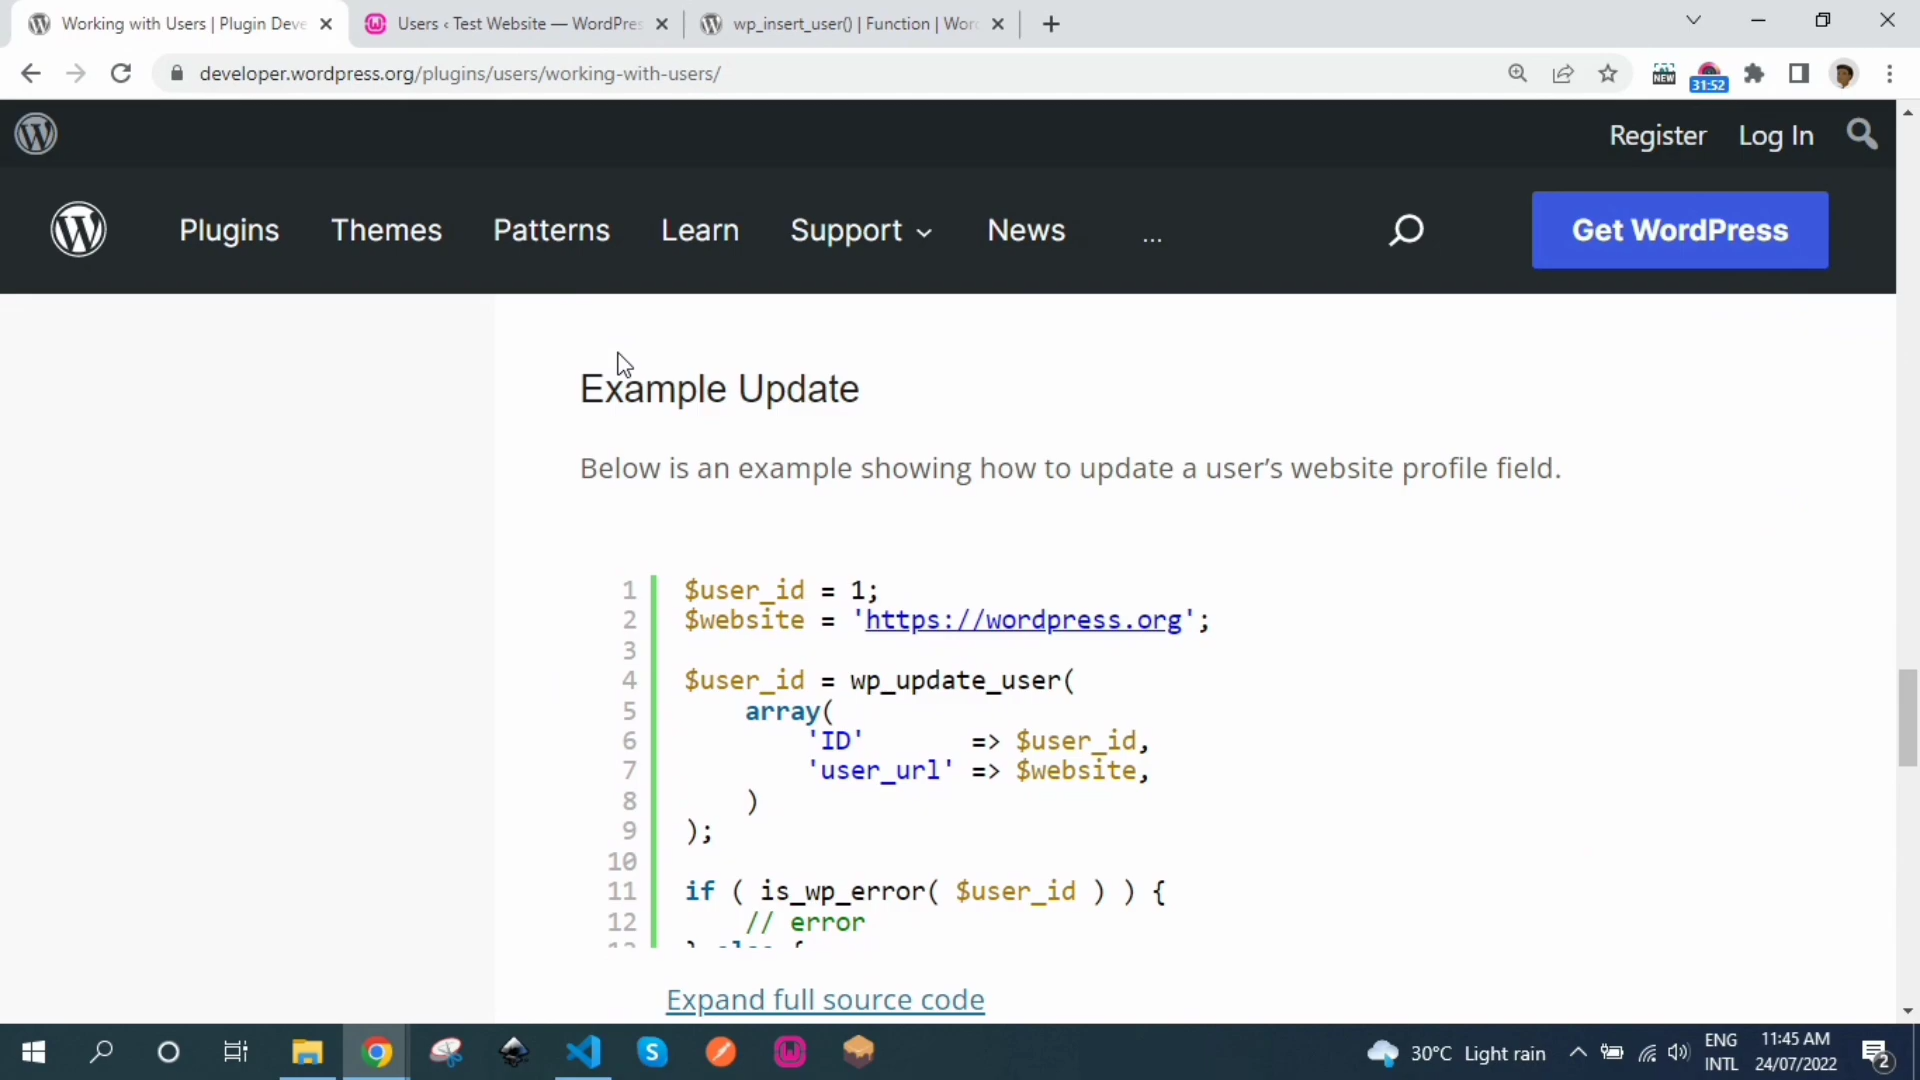 Working with Users | Plugin Deve
Users ‹ Test Website — WordPres
wp_insert_user() | Function | Wor
developer.wordpress.org/plugins/users/working-with-users/
NEW
31:52
Register
Log In
Plugins
Themes
Patterns
Learn
Support
News
...
Get WordPress
Example Update
Below is an example showing how to update a user’s website profile field.
1 $user_id = 1;
2 $website = 'https://wordpress.org';
3
4 $user_id = wp_update_user(
5 array(
6 'ID' => $user_id,
7 'user_url' => $website,
8 )
9 );
10
11 if ( is_wp_error( $user_id ) ) {
12 // error
13 } else {
Expand full source code
30°C Light rain
ENG
INTL
11:45 AM
24/07/2022
2